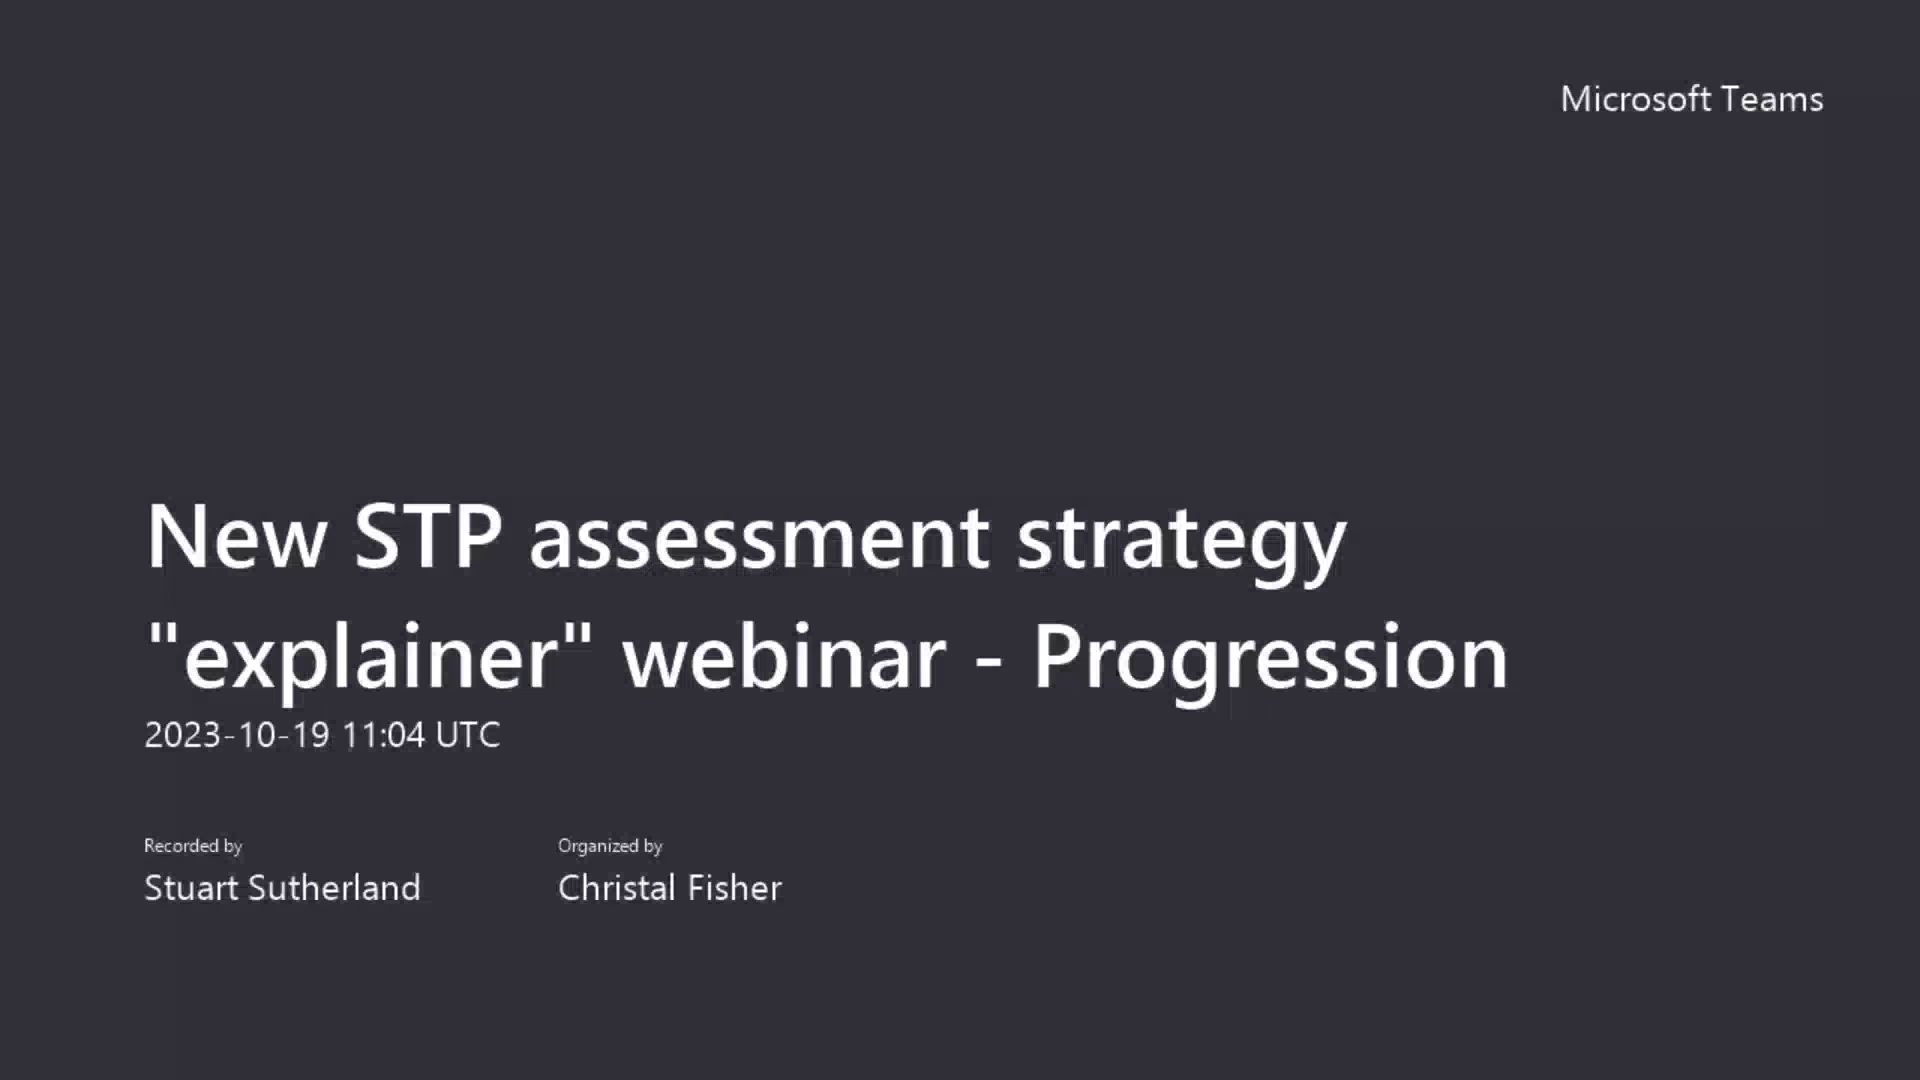 Microsoft Teams
New STP assessment strategy
"explainer" webinar - Progression
2023-10-19 11:04 UTC
Recorded by
Organized by
Stuart Sutherland
Christal Fisher